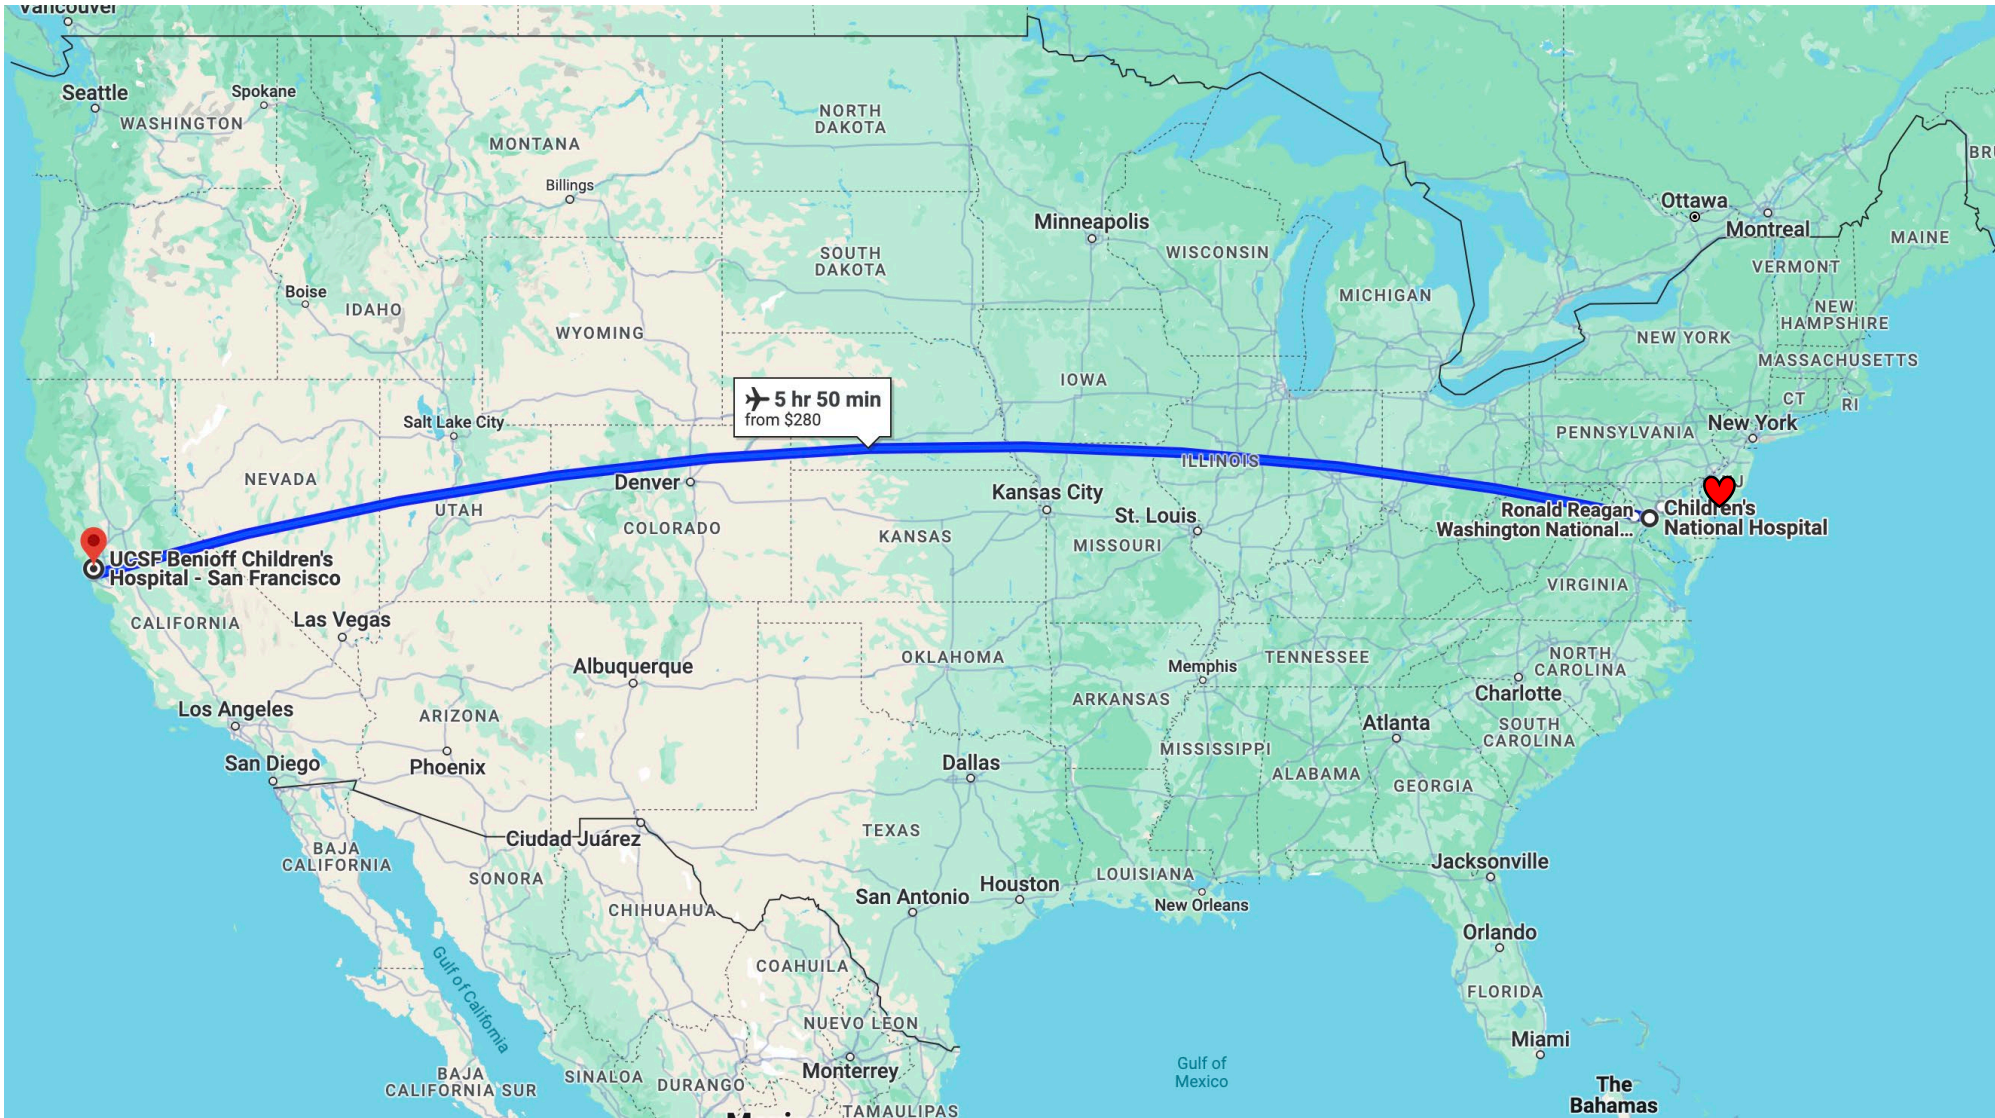 Vancouver
Seattle
Spokane
WASHINGTON
NORTH
DAKOTA
MONTANA
Billings
Ottawa
Montreal
Minneapolis
MAINE
WISCONSIN
SOUTH
DAKOTA
VERMONT
Boise
IDAHO
MICHIGAN
NEW
HAMPSHIRE
WYOMING
NEW YORK
MASSACHUSETTS
IOWA
CT
RI
5 hr 50 min
from $280
Salt Lake City
New York
PENNSYLVANIA
ILLINOIS
NEVADA
Denver
Kansas City
UTAH
St. Louis
Ronald Reagan
Washington National...
Children's
National Hospital
COLORADO
KANSAS
MISSOURI
UCSF Benioff Children's
Hospital - San Francisco
VIRGINIA
CALIFORNIA
Las Vegas
Albuquerque
OKLAHOMA
Memphis
TENNESSEE
NORTH
CAROLINA
Charlotte
ARKANSAS
Los Angeles
ARIZONA
Atlanta
SOUTH
CAROLINA
San Diego
Phoenix
Dallas
MISSISSIPPI
ALABAMA
GEORGIA
Ciudad Juárez
TEXAS
BAJA
CALIFORNIA
SONORA
Jacksonville
LOUISIANA
Houston
San Antonio
New Orleans
CHIHUAHUA
Orlando
Gulf of California
COAHUILA
FLORIDA
NUEVO LEON
Miami
Gulf of
Mexico
Monterrey
BAJA
CALIFORNIA SUR
SINALOA
DURANGO
The
Bahamas
TAMAULIPAS